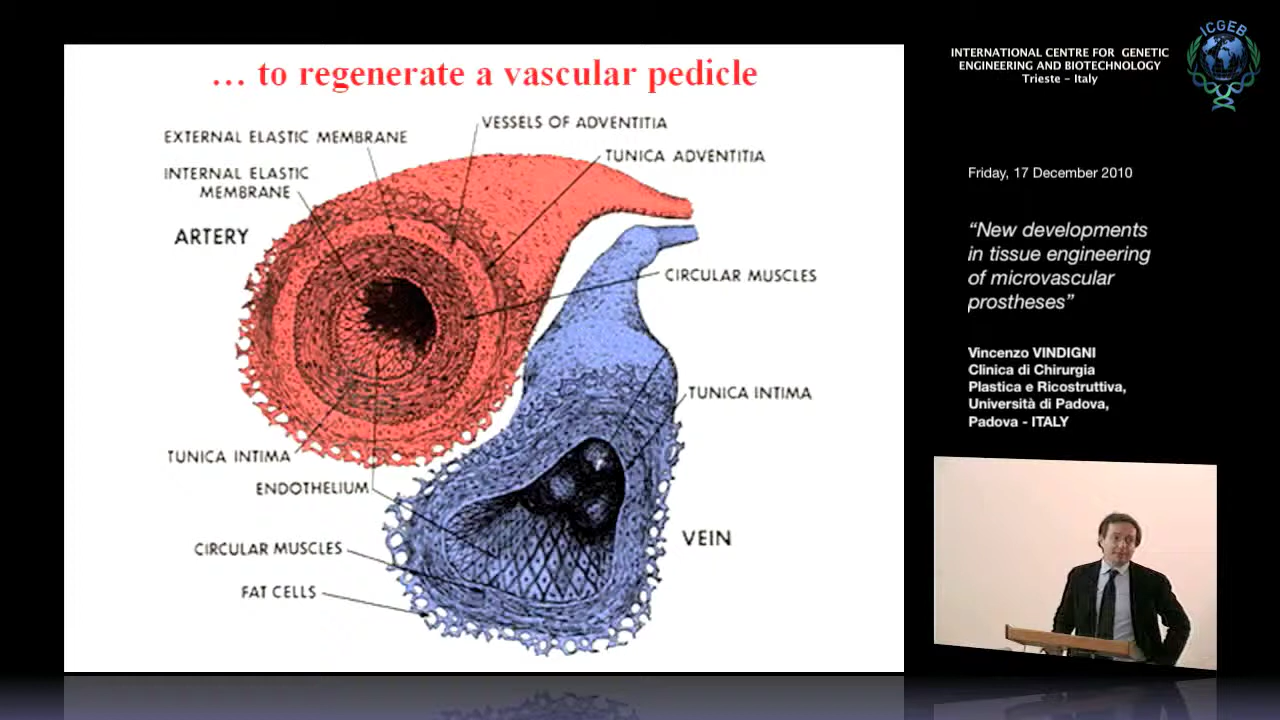 … to regenerate a vascular pedicle
VESSELS OF ADVENTITIA
EXTERNAL ELASTIC MEMBRANE
TUNICA ADVENTITIA
INTERNAL ELASTIC
MEMBRANE
ARTERY
CIRCULAR MUSCLES
TUNICA INTIMA
TUNICA INTIMA
ENDOTHELIUM
VEIN
CIRCULAR MUSCLES
FAT CELLS
INTERNATIONAL CENTRE FOR GENETIC
ENGINEERING AND BIOTECHNOLOGY
Trieste - Italy
ICGEB
Friday, 17 December 2010
“New developments
in tissue engineering
of microvascular
prostheses”
Vincenzo VINDIGNI
Clinica di Chirurgia
Plastica e Ricostruttiva,
Università di Padova,
Padova - ITALY